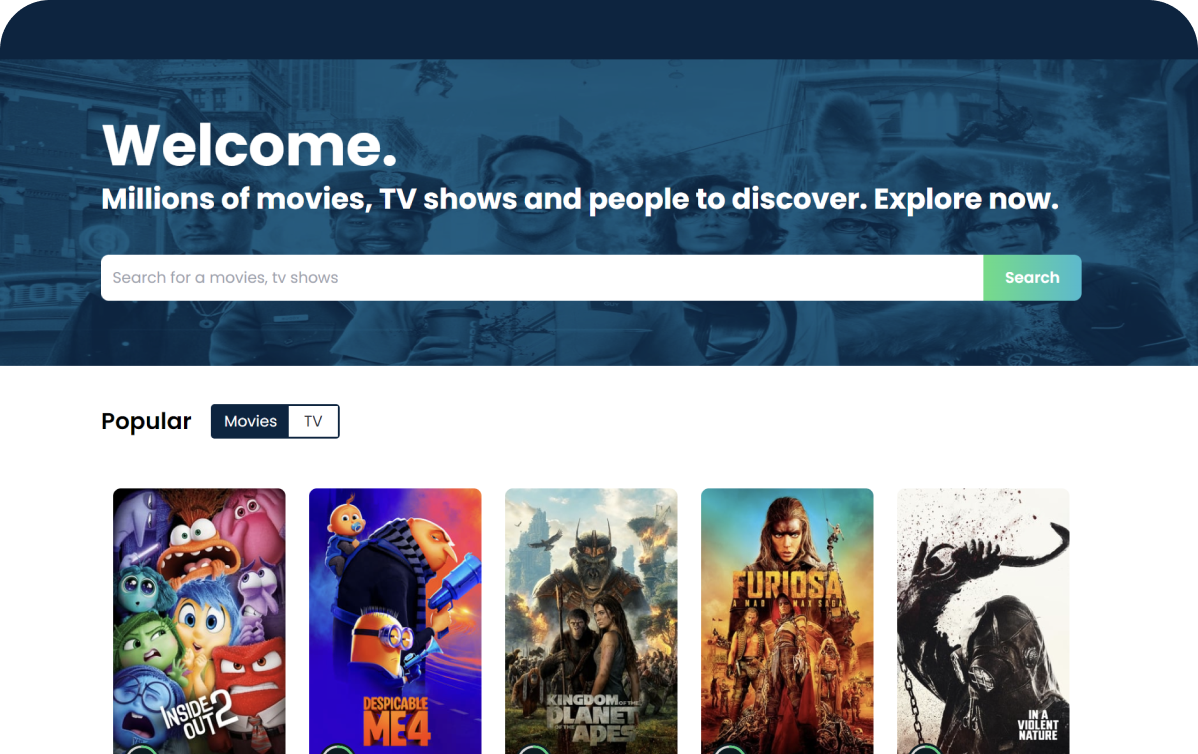 Welcome.
Millions of movies, TV shows and people to discover. Explore now.
Search for a movies, tv shows
Search
Popular
Movies
TV
INSIDE
OUT 2
DESPICABLE
ME 4
KINGDOM OF THE
PLANET
OF THE APES
FURIOSA
A MAD MAX SAGA
IN A
VIOLENT
NATURE